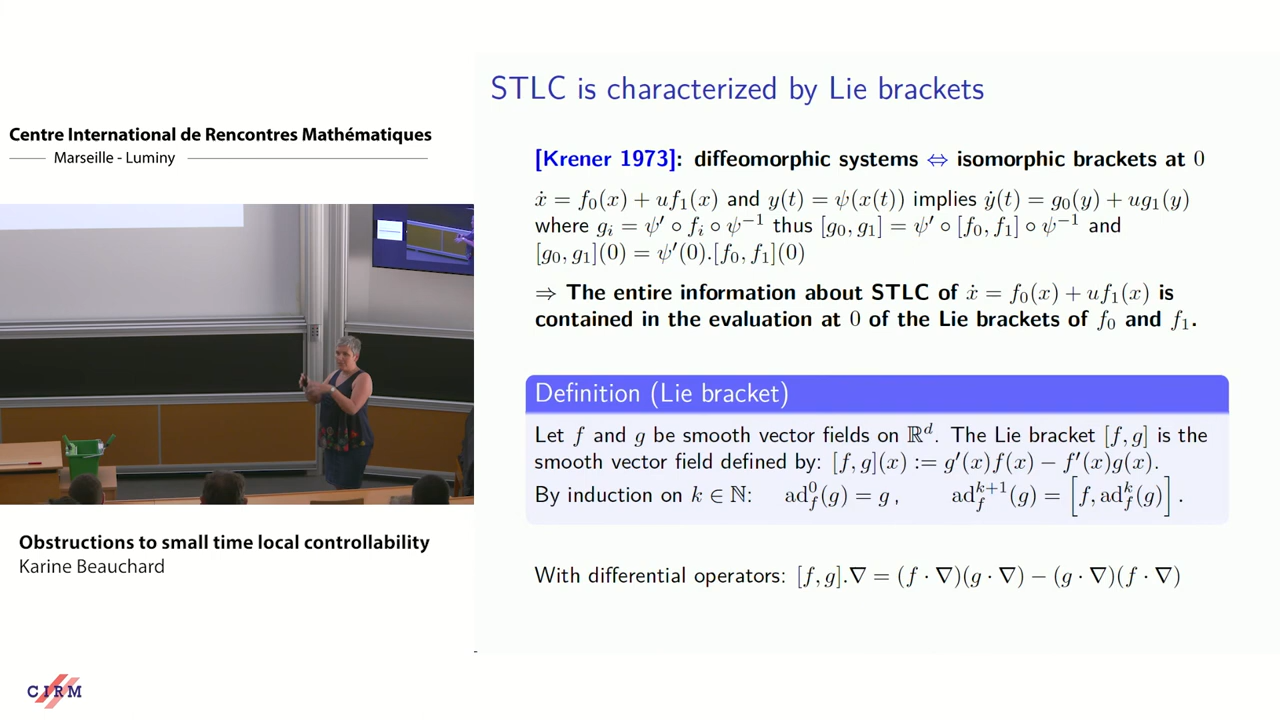 Centre International de Rencontres Mathématiques
Marseille - Luminy
Obstructions to small time local controllability
Karine Beauchard
CIRM
STLC is characterized by Lie brackets
[Krener 1973]: diffeomorphic systems ⇔ isomorphic brackets at 0
ẋ = f₀(x) + uf₁(x) and y(t) = ψ(x(t)) implies ẏ(t) = g₀(y) + ug₁(y)
where gᵢ = ψ′ ∘ fᵢ ∘ ψ⁻¹ thus [g₀, g₁] = ψ′ ∘ [f₀, f₁] ∘ ψ⁻¹ and
[g₀, g₁](0) = ψ′(0).[f₀, f₁](0)
⇒ The entire information about STLC of ẋ = f₀(x) + uf₁(x) is
contained in the evaluation at 0 of the Lie brackets of f₀ and f₁.
Definition (Lie bracket)
Let f and g be smooth vector fields on ℝᵈ. The Lie bracket [f, g] is the
smooth vector field defined by: [f, g](x) := g′(x)f(x) − f′(x)g(x).
By induction on k ∈ ℕ: ad_f^0(g) = g , ad_f^{k+1}(g) = [f, ad_f^k(g)] .
With differential operators: [f, g].∇ = (f · ∇)(g · ∇) − (g · ∇)(f · ∇)